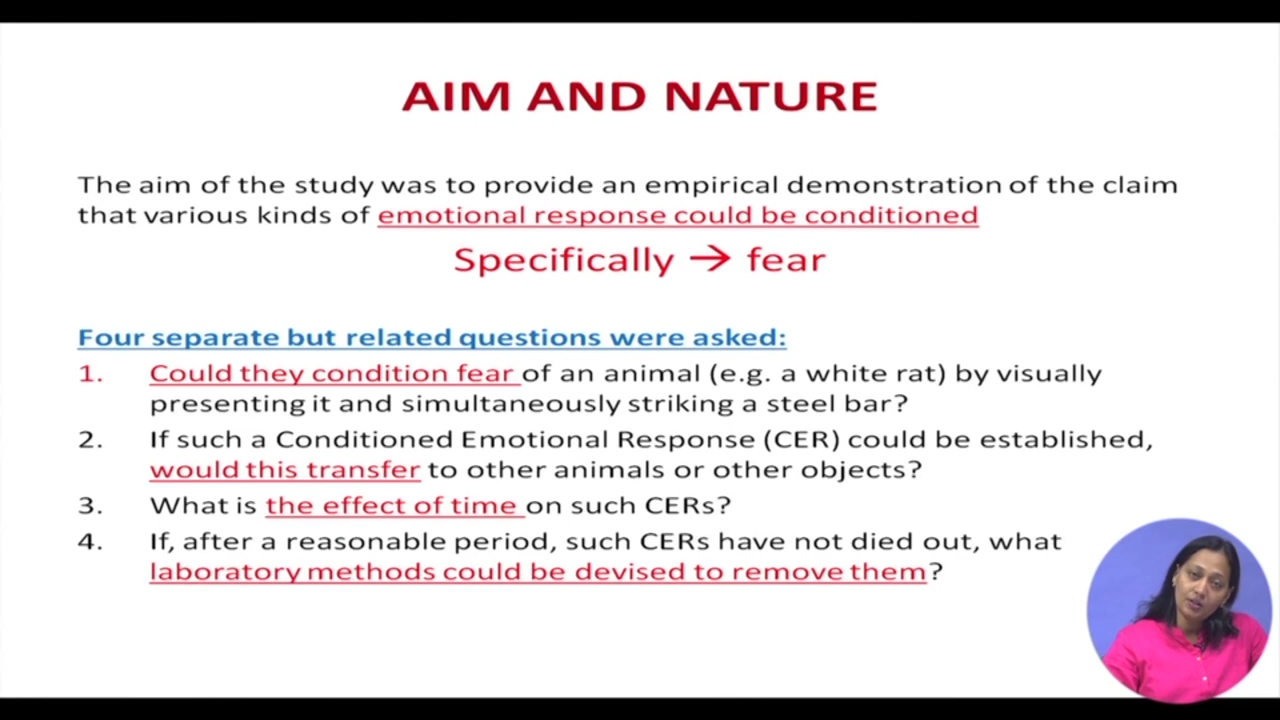 AIM AND NATURE
The aim of the study was to provide an empirical demonstration of the claim
that various kinds of emotional response could be conditioned
Specifically → fear
Four separate but related questions were asked:
1. Could they condition fear of an animal (e.g. a white rat) by visually
presenting it and simultaneously striking a steel bar?
2. If such a Conditioned Emotional Response (CER) could be established,
would this transfer to other animals or other objects?
3. What is the effect of time on such CERs?
4. If, after a reasonable period, such CERs have not died out, what
laboratory methods could be devised to remove them?